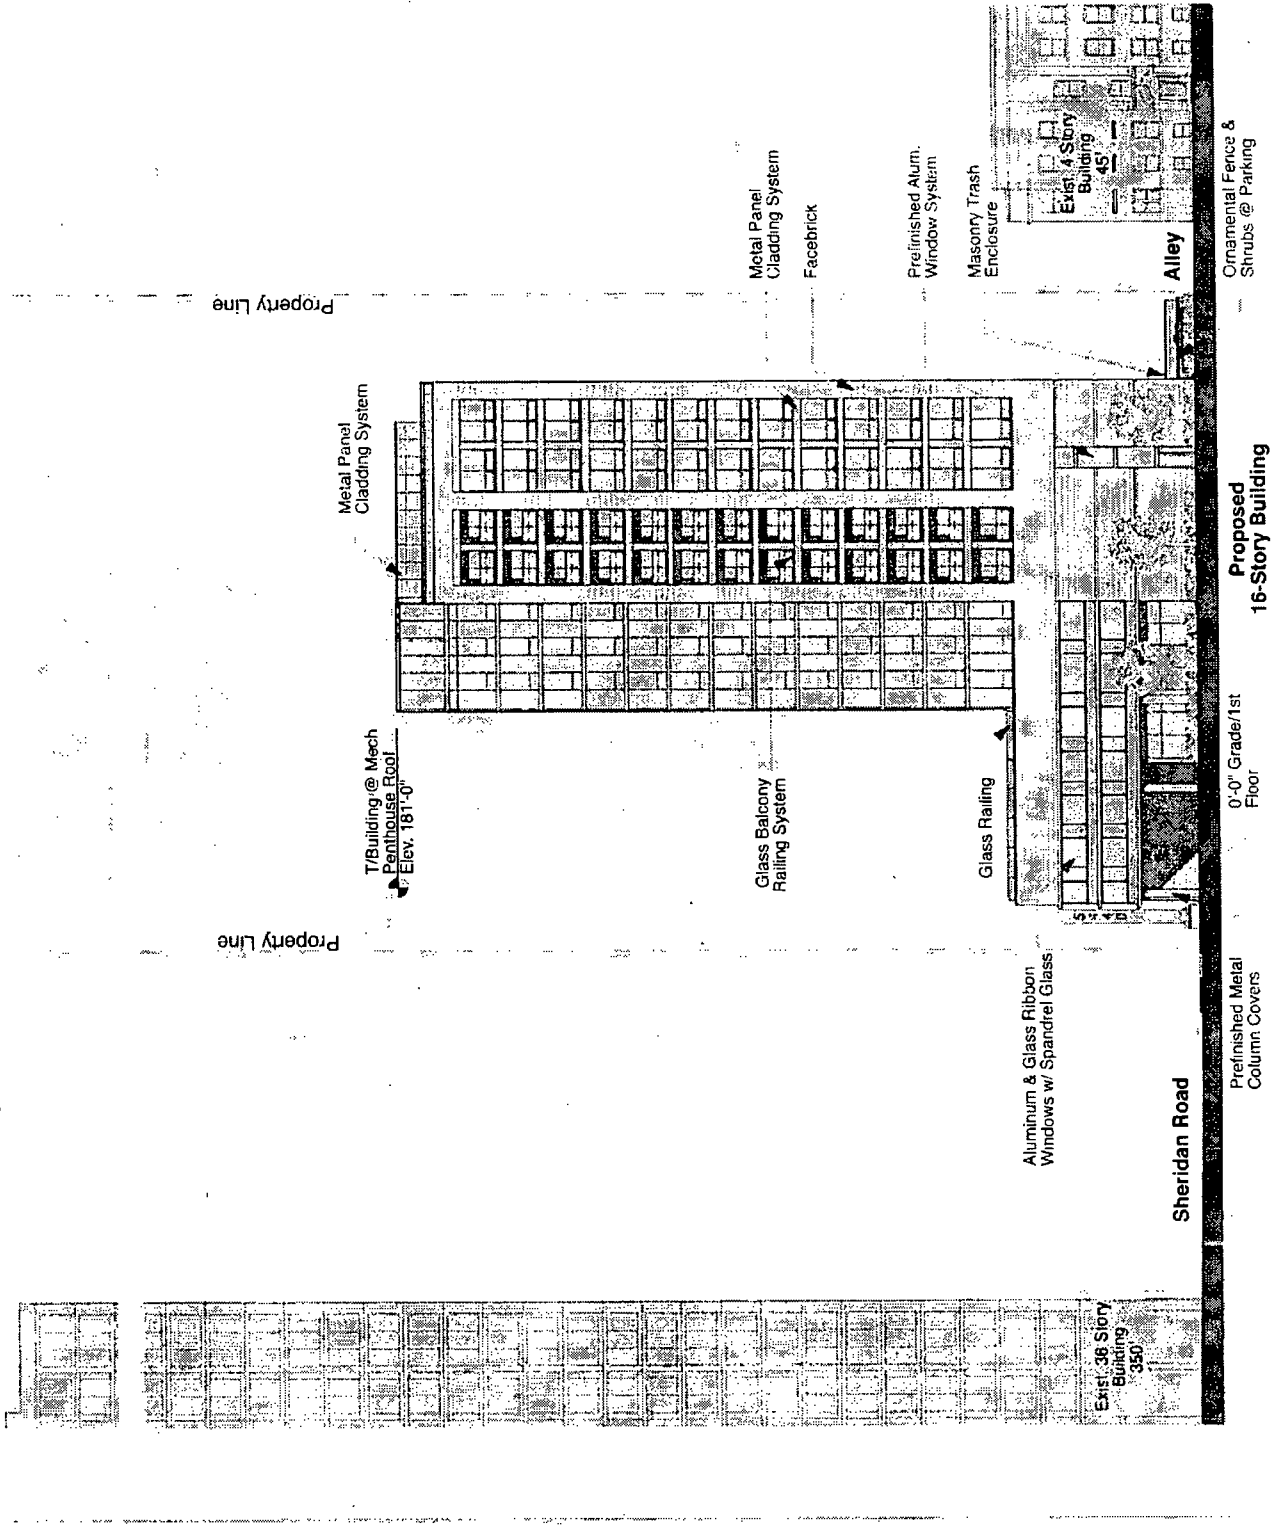 Property Line
Property Line
T/Building @ Mech
Penthouse Roof
Elev. 181'-0"
Metal Panel
Cladding System
Glass Balcony
Railing System
Metal Panel
Cladding System
Facebrick
Prefinished Alum.
Window System
Masonry Trash
Enclosure
Glass Railing
Aluminum & Glass Ribbon
Windows w/ Spandrel Glass
Exist. 36 Story
Building
350'
Exist. 4 Story
Building
45'
Sheridan Road
Alley
Prefinished Metal
Column Covers
0'-0" Grade/1st
Floor
Proposed
16-Story Building
Ornamental Fence &
Shrubs @ Parking